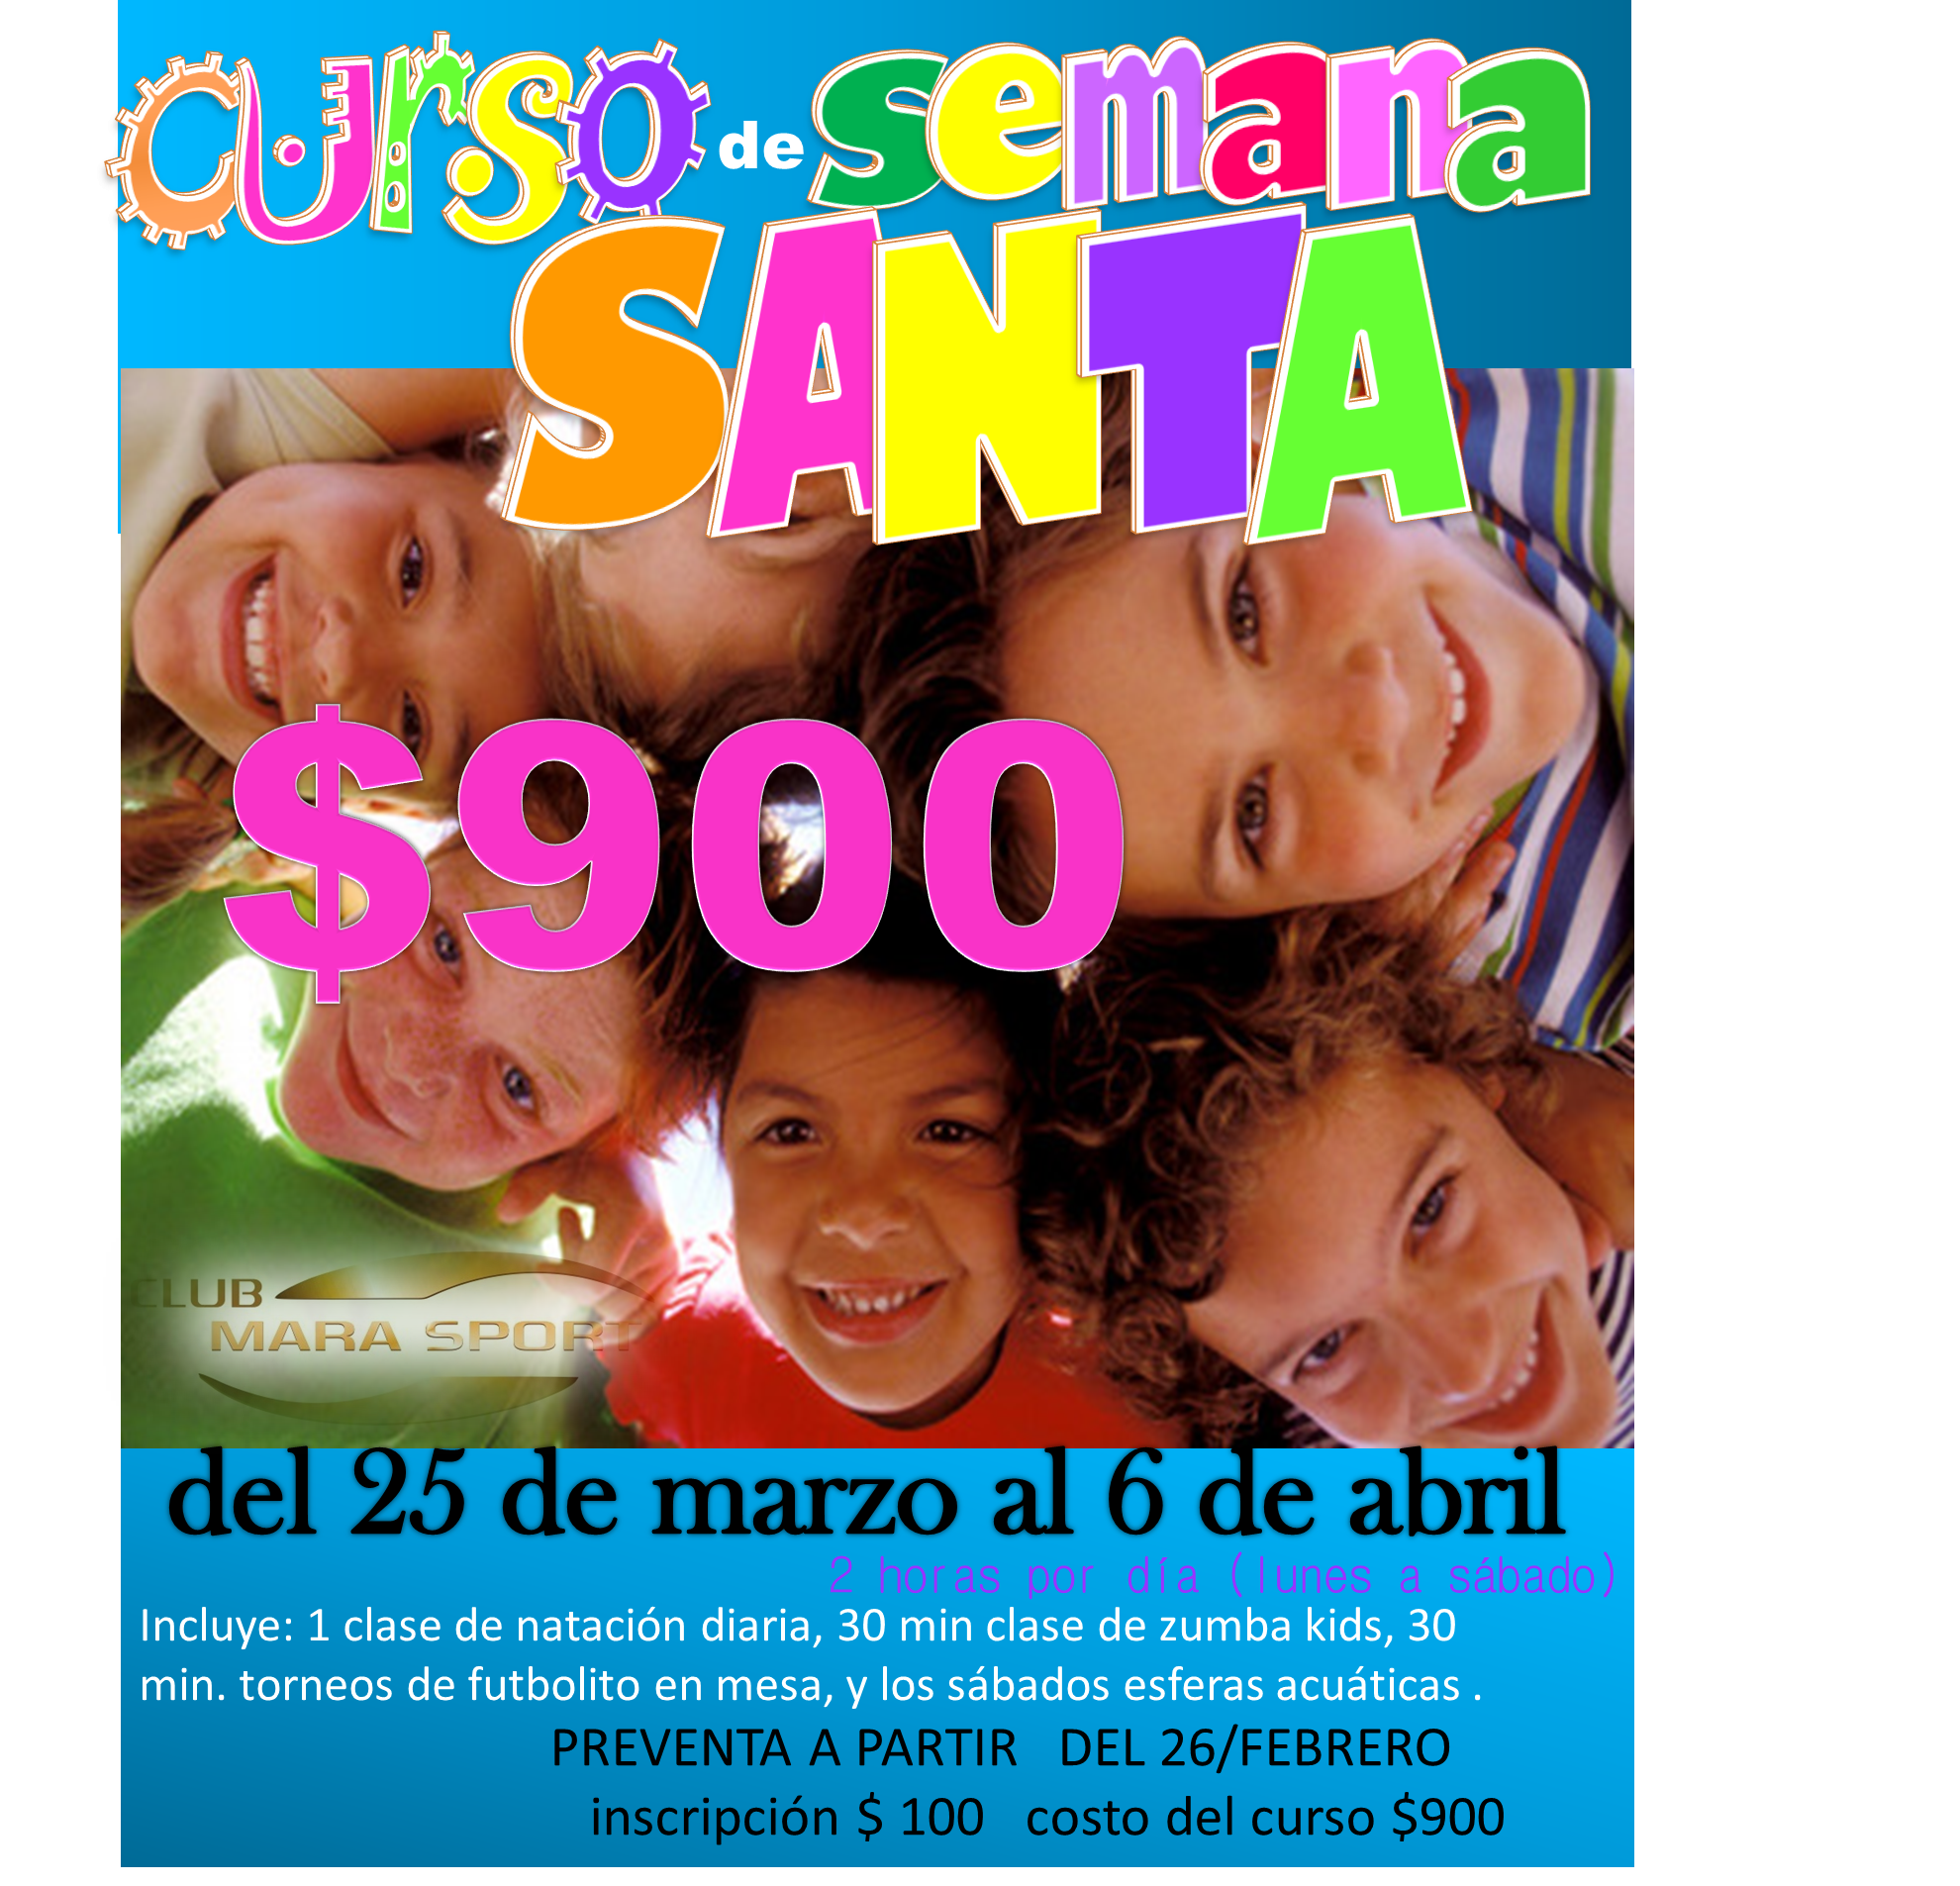 curso de semana
SANTA
$900
CLUB
MARA SPORT
del 25 de marzo al 6 de abril
2 horas por día (lunes a sábado)
Incluye: 1 clase de natación diaria, 30 min clase de zumba kids, 30
min. torneos de futbolito en mesa, y los sábados esferas acuáticas .
PREVENTA A PARTIR DEL 26/FEBRERO
inscripción $ 100 costo del curso $900